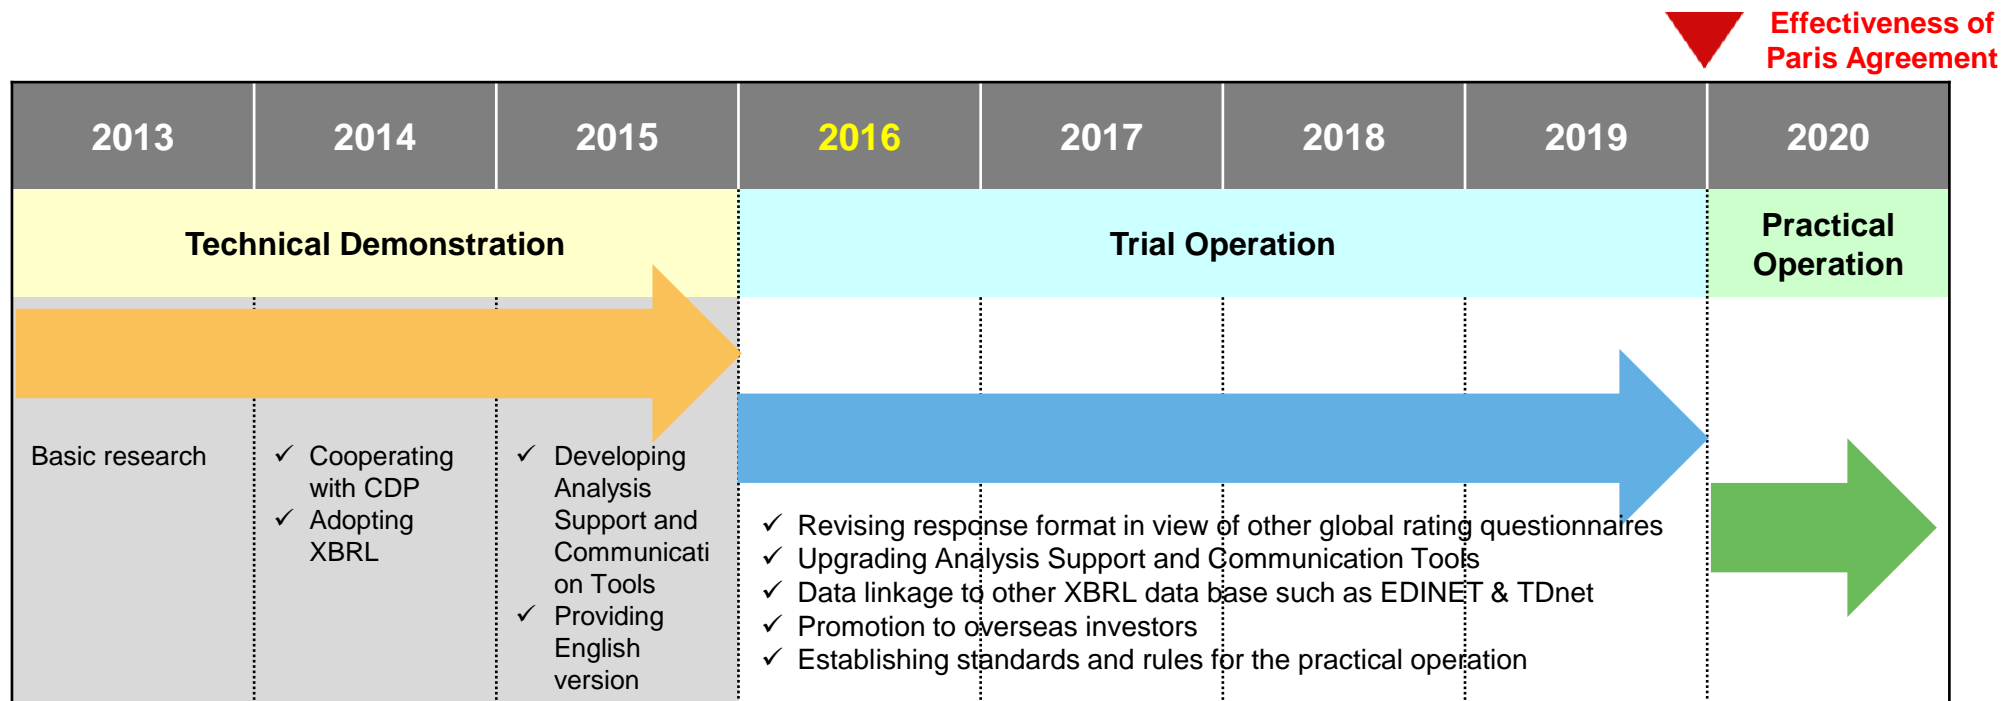 Effectiveness of
Paris Agreement
2013
2014
2015
2016
2017
2018
2019
2020
Technical Demonstration
Trial Operation
Practical
Operation
Basic research
✓ Cooperating
with CDP
✓ Adopting
XBRL
✓ Developing
Analysis
Support and
Communicati
on Tools
✓ Providing
English
version
✓ Revising response format in view of other global rating questionnaires
✓ Upgrading Analysis Support and Communication Tools
✓ Data linkage to other XBRL data base such as EDINET & TDnet
✓ Promotion to overseas investors
✓ Establishing standards and rules for the practical operation